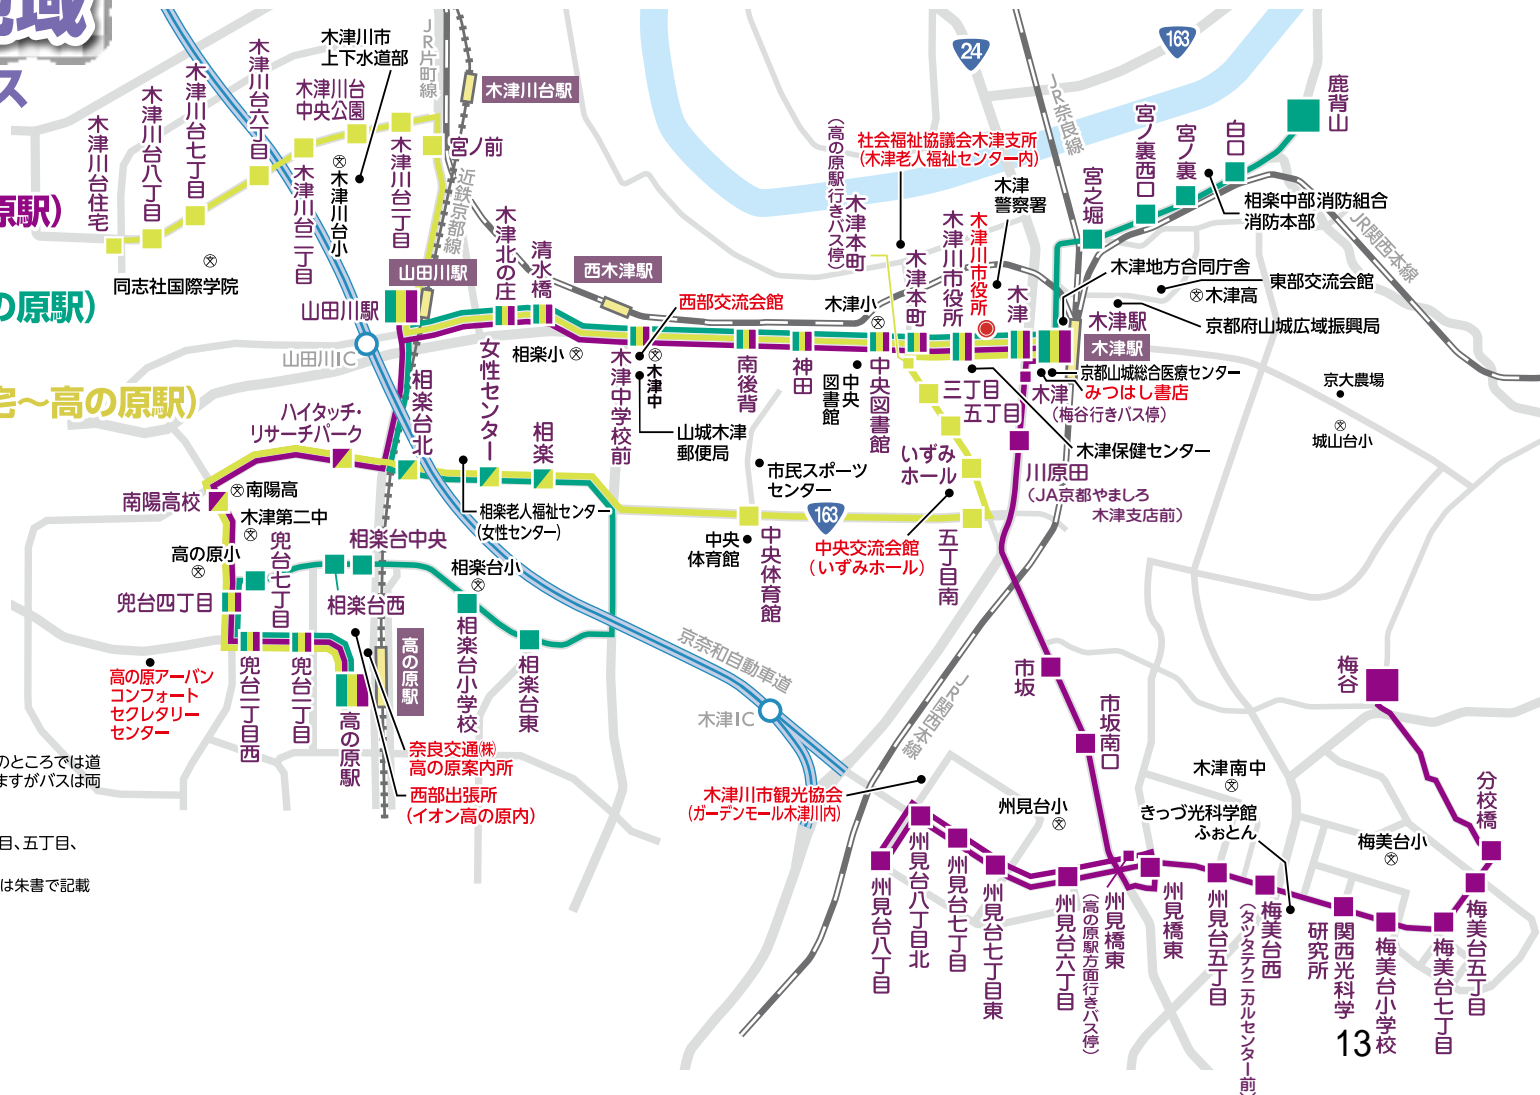 域
ス
原駅)
の原駅)
宅～高の原駅)
のところでは道
ますがバスは両
目、五丁目、
は朱書で記載
木津川台住宅
木津川台八丁目
木津川台七丁目
木津川台六丁目
木津川市
上下水道部
木津川台
中央公園
木津川台二丁目
木津川台小
木津川台一丁目
宮ノ前
同志社国際学院
JR片町線
近鉄京都線
木津川台駅
山田川駅
山田川駅
山田川IC
木津北の庄
清水橋
西木津駅
西部交流会館
相楽小
木津中学校前
木津中
山城木津
郵便局
南後背
神田
木津小
中央図書館
中央
図書館
木津本町
(高の原駅行きバス停)
木津本町
社会福祉協議会木津支所
(木津老人福祉センター内)
木津川市役所
木津川市役所
木津
警察署
木津
24
163
JR奈良線
宮之堀
宮ノ裏西口
宮ノ裏
白口
鹿背山
相楽中部消防組合
消防本部
JR関西本線
木津地方合同庁舎
東部交流会館
木津高
木津駅
京都府山城広域振興局
木津駅
京都山城総合医療センター
みつはし書店
木津
(梅谷行きバス停)
京大農場
城山台小
木津保健センター
三丁目
五丁目
いずみ
ホール
川原田
(JA京都やましろ
木津支店前)
五丁目南
中央交流会館
(いずみホール)
163
市民スポーツ
センター
中央
体育館
中央体育館
ハイタッチ・
リサーチパーク
相楽台北
女性センター
相楽
相楽老人福祉センター
(女性センター)
南陽高校
南陽高
木津第二中
高の原小
兜台七丁目
相楽台中央
相楽台西
相楽台小
相楽台小学校
相楽台東
兜台四丁目
兜台二丁目西
兜台二丁目
高の原駅
高の原駅
高の原アーバン
コンフォート
セクレタリー
センター
奈良交通㈱
高の原案内所
西部出張所
(イオン高の原内)
京奈和自動車道
木津IC
JR関西本線
木津川市観光協会
(ガーデンモール木津川内)
市坂
市坂南口
州見台小
州見台八丁目
州見台八丁目北
州見台七丁目
州見台七丁目東
州見台六丁目
州見橋東
(高の原駅方面行きバス停)
州見橋東
州見台五丁目
梅美台西
(タツタテクニカルセンター前)
木津南中
きっづ光科学館
ふぉとん
関西光科学
研究所
梅美台小学校
梅美台七丁目
梅美台五丁目
梅美台小
分校橋
梅谷
13